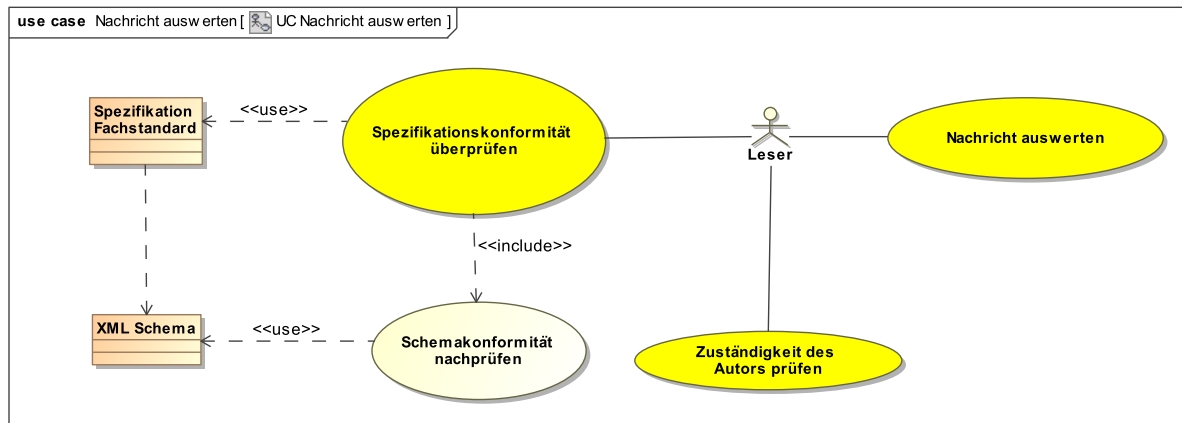 use case Nachricht auswerten [ UC Nachricht auswerten ]
Spezifikation
Fachstandard
<<use>>
Spezifikationskonformität
überprüfen
Leser
Nachricht auswerten
<<include>>
XML Schema
<<use>>
Schemakonformität
nachprüfen
Zuständigkeit des
Autors prüfen